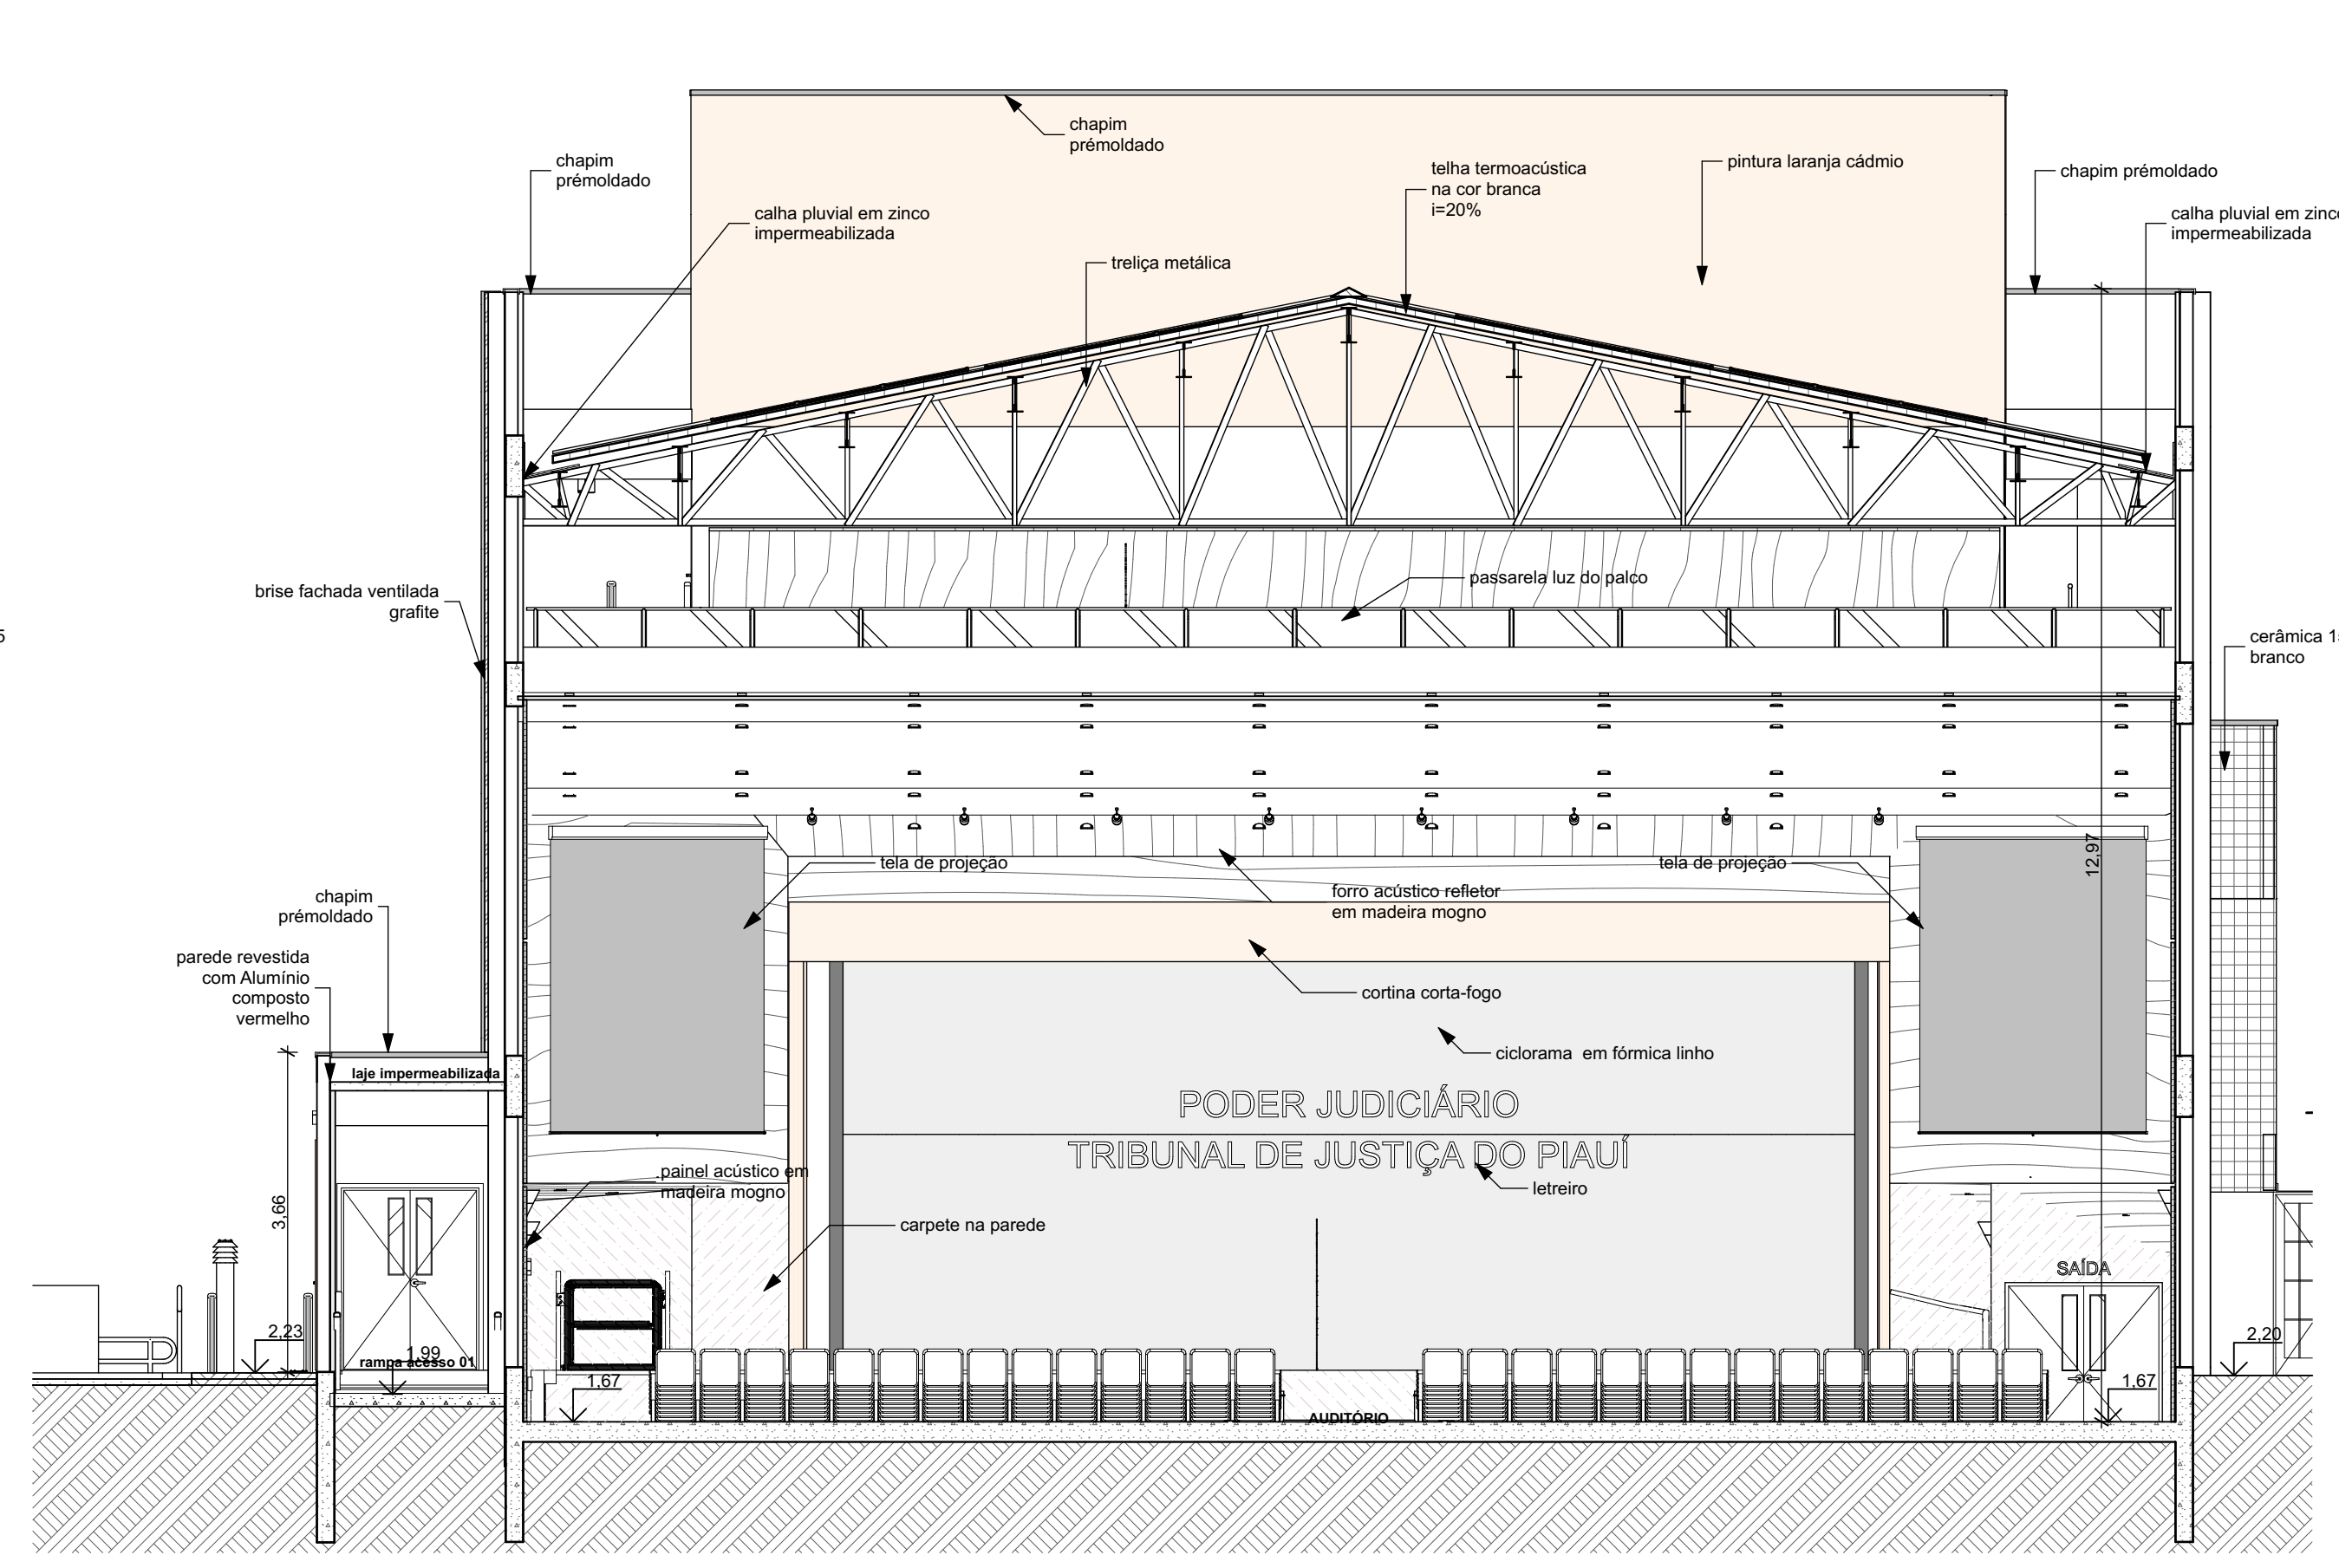 chapim
prémoldado
chapim
prémoldado
telha termoacústica
na cor branca
i=20%
pintura laranja cádmio
chapim prémoldado
calha pluvial em zinco
impermeabilizada
calha pluvial em zinco
impermeabilizada
treliça metálica
passarela luz do palco
brise fachada ventilada
grafite
5
cerâmica 15
branco
12,97
tela de projeção
tela de projeção
forro acústico refletor
em madeira mogno
chapim
prémoldado
parede revestida
com Alumínio
composto
vermelho
cortina corta-fogo
ciclorama em fórmica linho
laje impermeabilizada
PODER JUDICIÁRIO
TRIBUNAL DE JUSTIÇA DO PIAUÍ
painel acústico em
madeira mogno
letreiro
3,66
carpete na parede
SAÍDA
2,23
1,99
rampa acesso 01
2,20
1,67
1,67
AUDITÓRIO